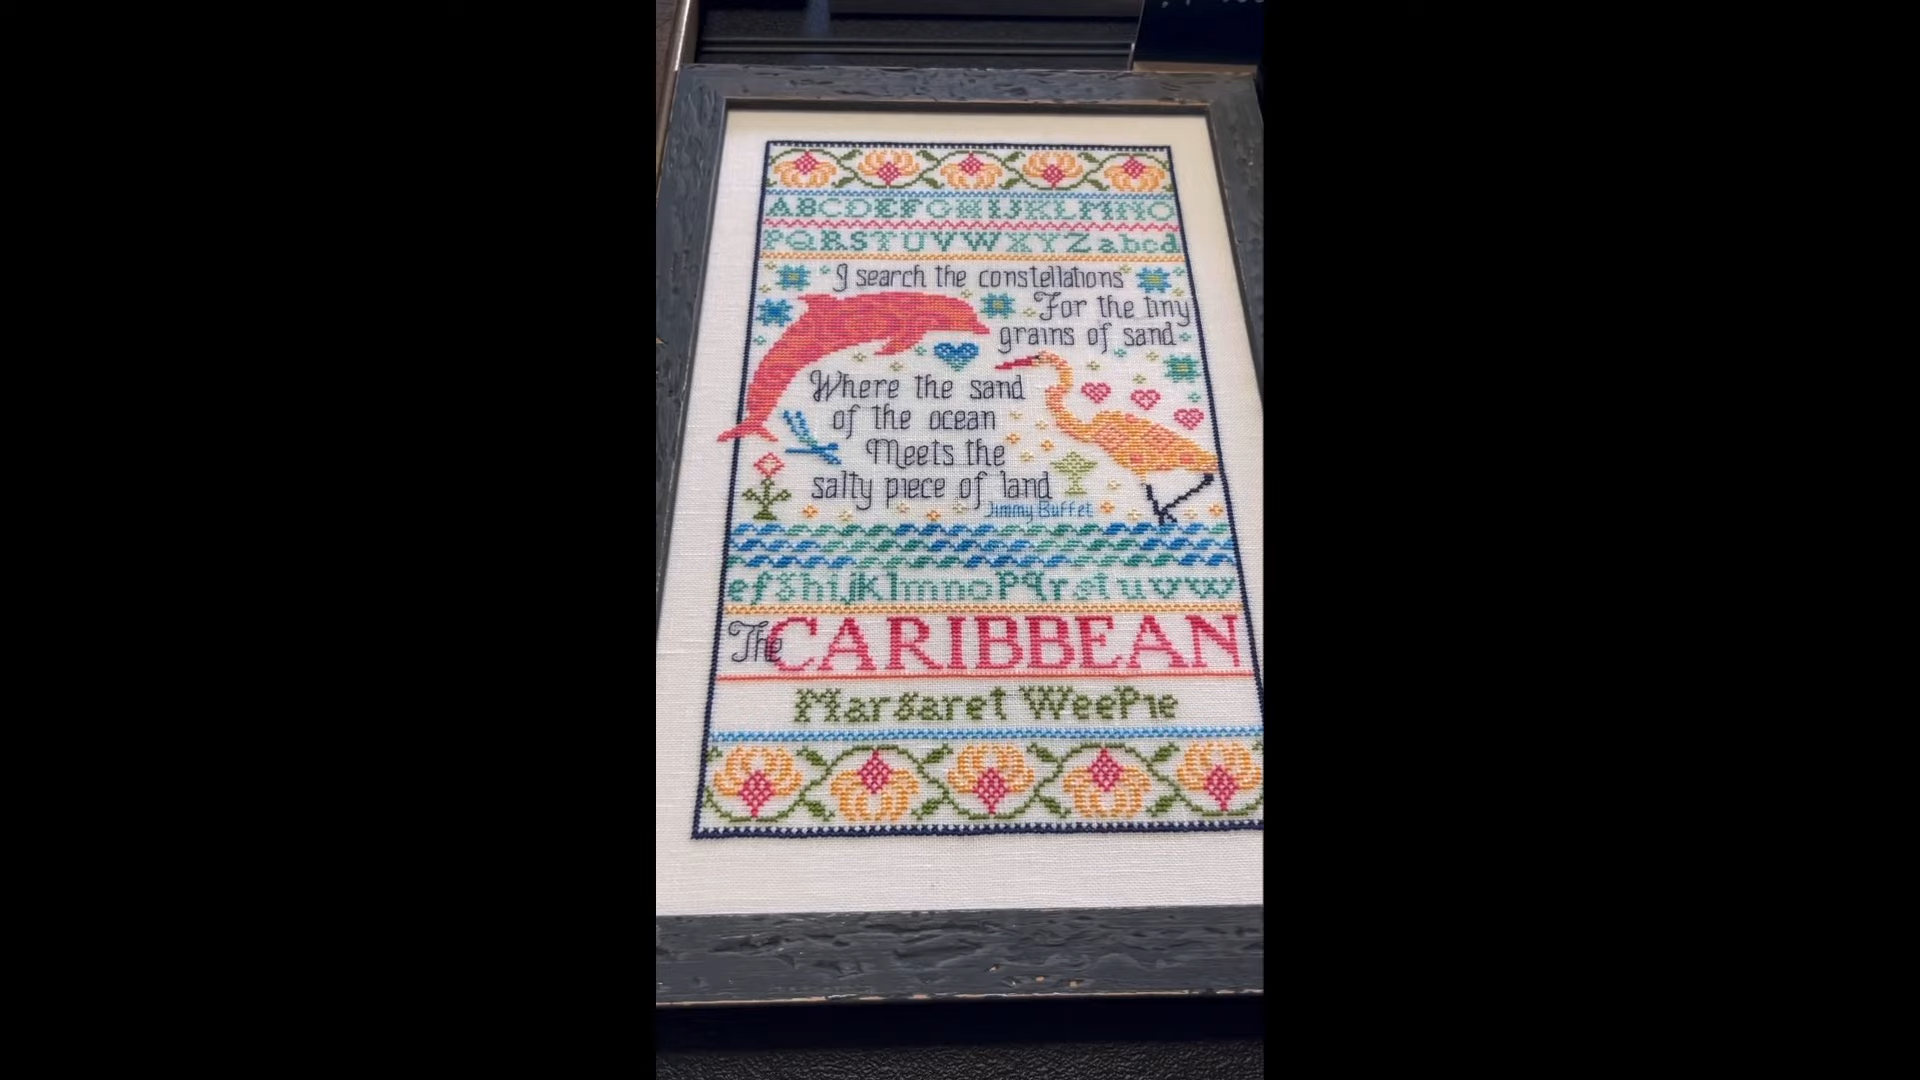 ABCDEFGHIJKLMNO
PQRSTUVWXYZabcd
I search the constellations
For the tiny
grains of sand
Where the sand
of the ocean
Meets the
salty piece of land
Jimmy Buffet
efghijklmnopqrstuvw
The CARIBBEAN
Margaret WeePie